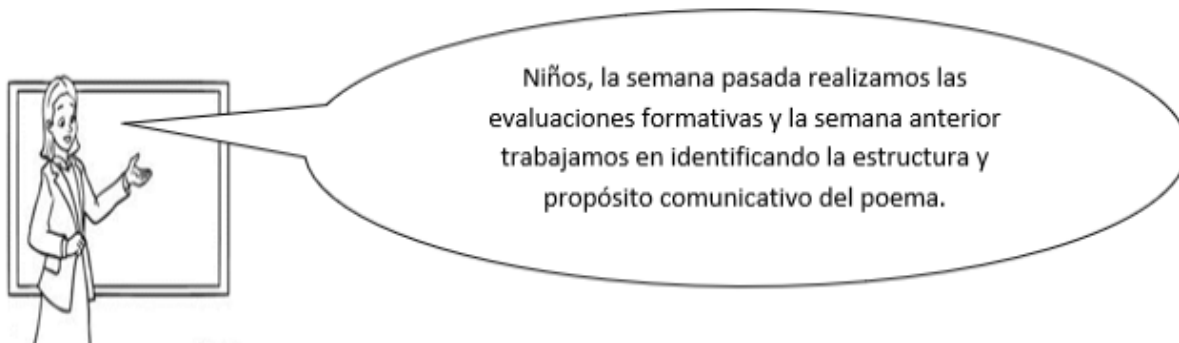 Niños, la semana pasada realizamos las
evaluaciones formativas y la semana anterior
trabajamos en identificando la estructura y
propósito comunicativo del poema.